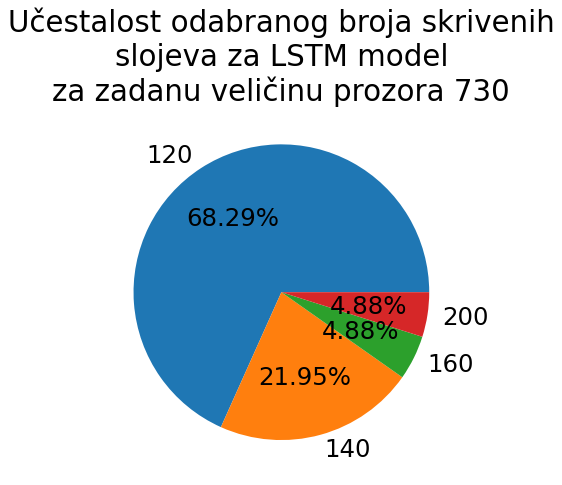 Učestalost odabranog broja skrivenih
slojeva za LSTM model
za zadanu veličinu prozora 730
120
68.29%
4.88%
200
4.88%
160
21.95%
140